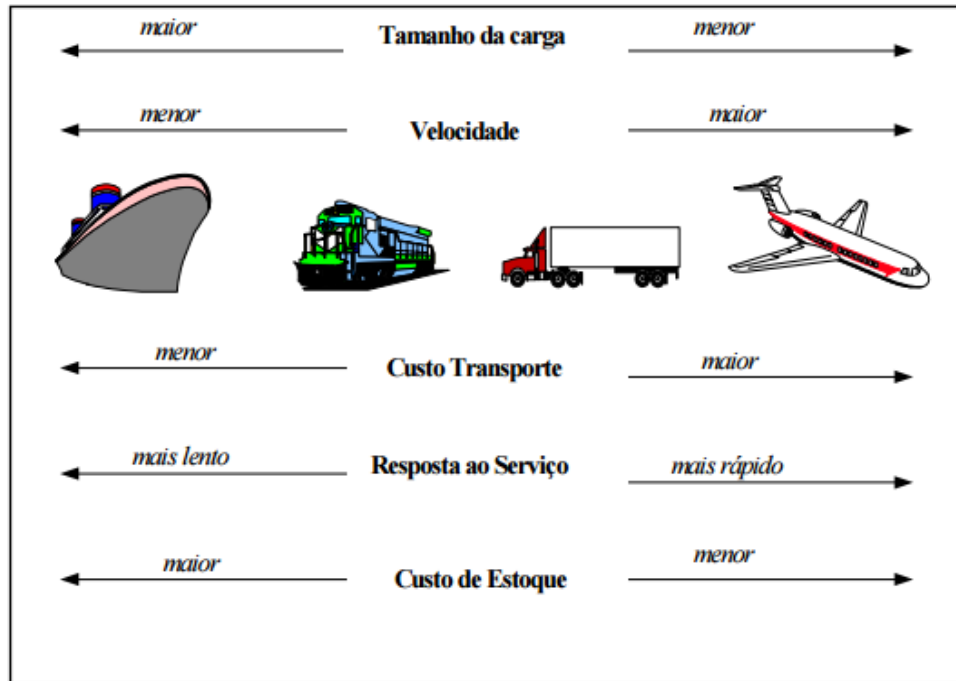 maior Tamanho da carga menor
menor Velocidade maior
menor Custo Transporte maior
mais lento Resposta ao Serviço mais rápido
maior Custo de Estoque menor